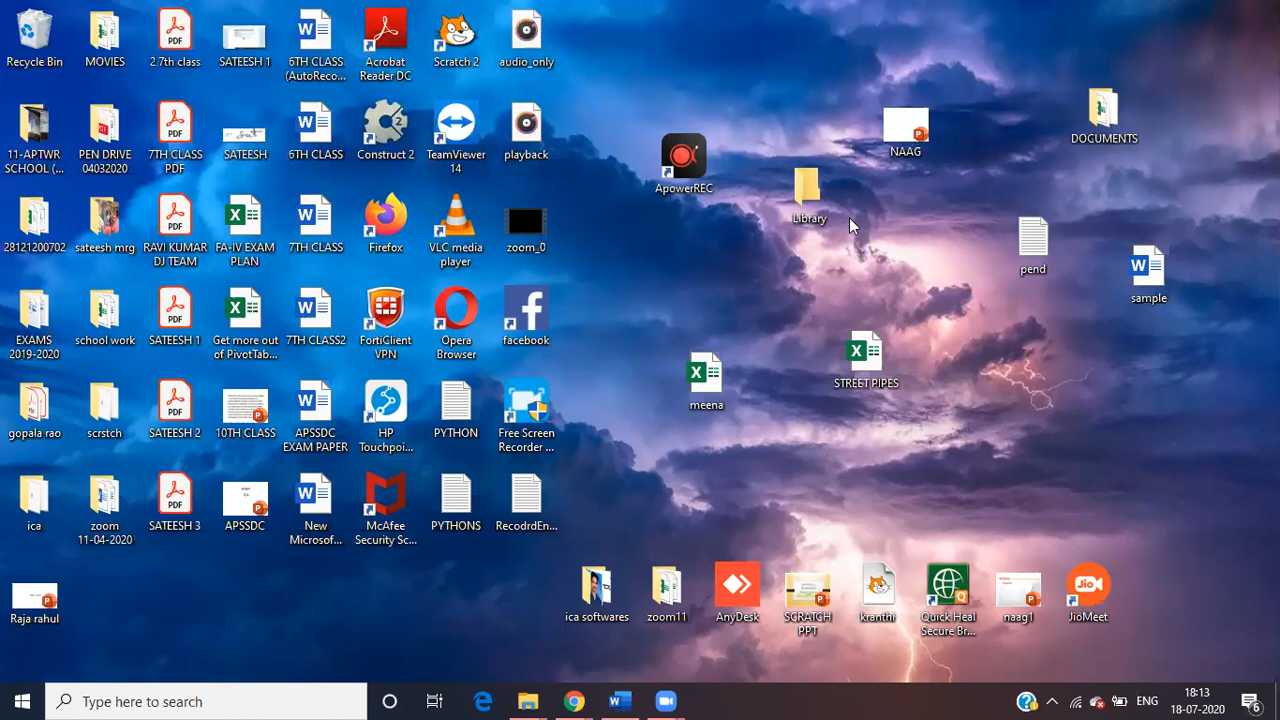 Recycle Bin
MOVIES
2 7th class
SATEESH 1
6TH CLASS
(AutoReco...
Acrobat
Reader DC
Scratch 2
audio_only
11-APTWR
SCHOOL (...
PEN DRIVE
04032020
7TH CLASS
PDF
SATEESH
6TH CLASS
Construct 2
TeamViewer
14
playback
28121200702
sateesh mrg
RAVI KUMAR
DJ TEAM
FA-IV EXAM
PLAN
7TH CLASS
Firefox
VLC media
player
zoom_0
EXAMS
2019-2020
school work
SATEESH 1
Get more out
of PivotTab...
7TH CLASS2
FortiClient
VPN
Opera
Browser
facebook
gopala rao
scrstch
SATEESH 2
10TH CLASS
APSSDC
EXAM PAPER
HP
Touchpoi...
PYTHON
Free Screen
Recorder ...
ica
zoom
11-04-2020
SATEESH 3
APSSDC
New
Microsof...
McAfee
Security Sc...
PYTHONS
RecodrdEn...
Raja rahul
ApowerREC
Library
NAAG
DOCUMENTS
pend
sample
meena
STREET PIPES
ica softwares
zoom11
AnyDesk
SCRATCH
PPT
kranthi
Quick Heal
Secure Br...
naag1
Jio
JioMeet
Type here to search
ENG
18:13
18-07-2020
6